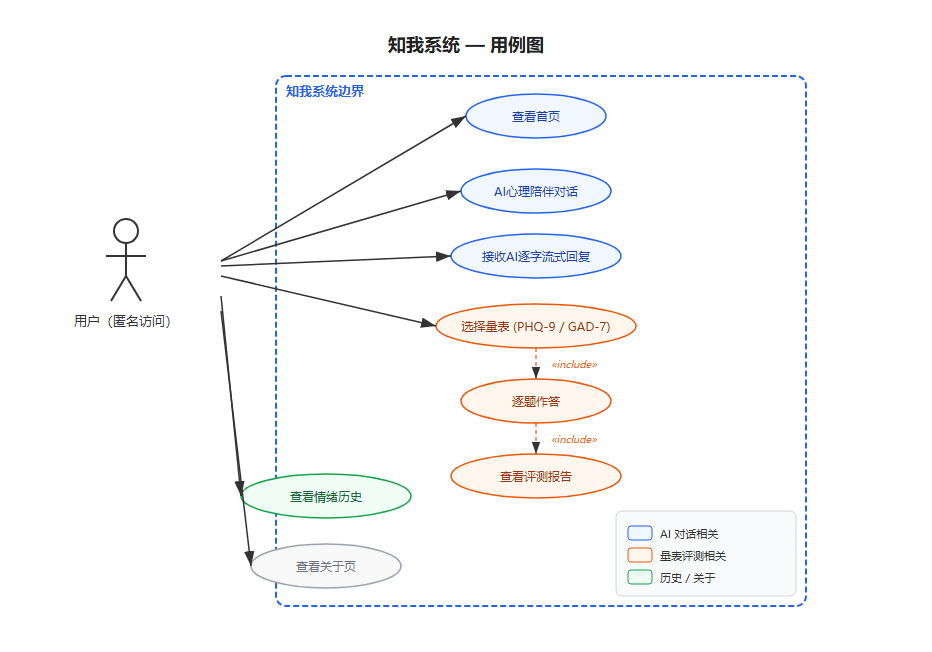 知我系统 — 用例图
知我系统边界
查看首页
AI心理陪伴对话
接收AI逐字流式回复
用户（匿名访问）
选择量表 (PHQ-9 / GAD-7)
«include»
逐题作答
«include»
查看评测报告
查看情绪历史
查看关于页
AI 对话相关
量表评测相关
历史 / 关于